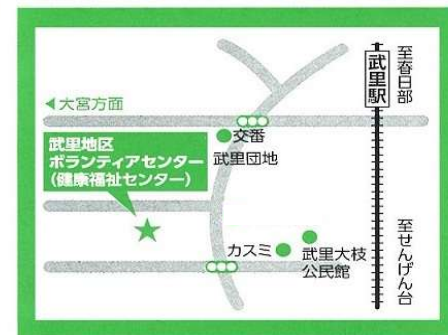 至春日部
武里駅
◀大宮方面
交番
武里団地
武里地区
ボランティアセンター
(健康福祉センター)
カスミ
武里大枝
公民館
至せんげん台